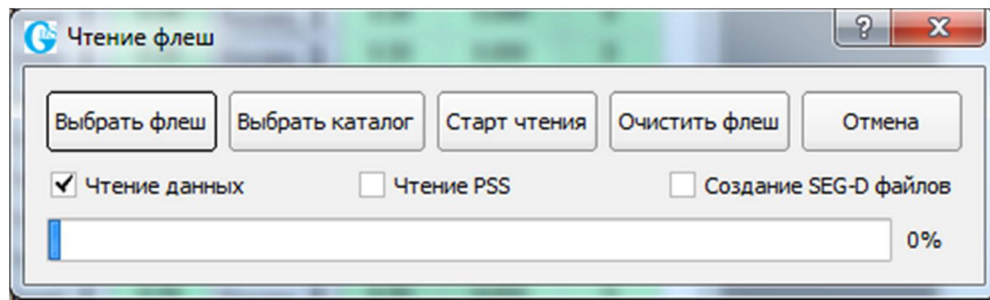 Чтение флеш
Выбрать флеш Выбрать каталог Старт чтения Очистить флеш Отмена
Чтение данных Чтение PSS Создание SEG-D файлов
0%